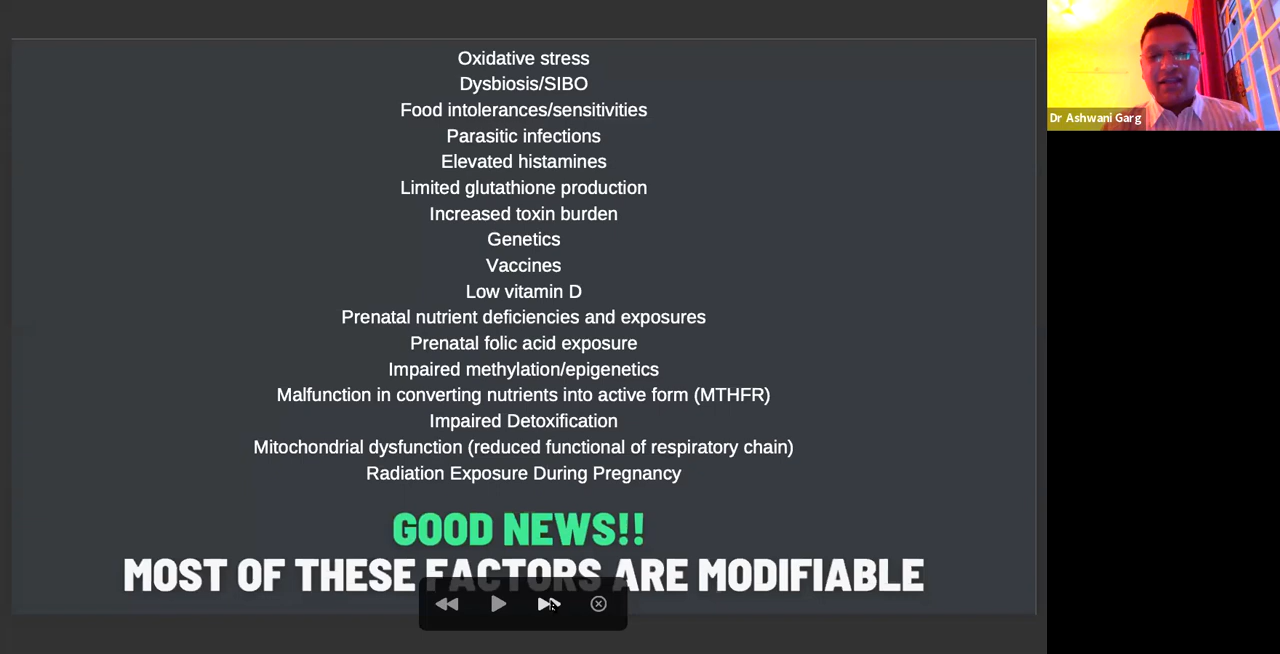 Oxidative stress
Dysbiosis/SIBO
Food intolerances/sensitivities
Parasitic infections
Elevated histamines
Limited glutathione production
Increased toxin burden
Genetics
Vaccines
Low vitamin D
Prenatal nutrient deficiencies and exposures
Prenatal folic acid exposure
Impaired methylation/epigenetics
Malfunction in converting nutrients into active form (MTHFR)
Impaired Detoxification
Mitochondrial dysfunction (reduced functional of respiratory chain)
Radiation Exposure During Pregnancy
GOOD NEWS!!
MOST OF THESE FACTORS ARE MODIFIABLE
Dr Ashwani Garg